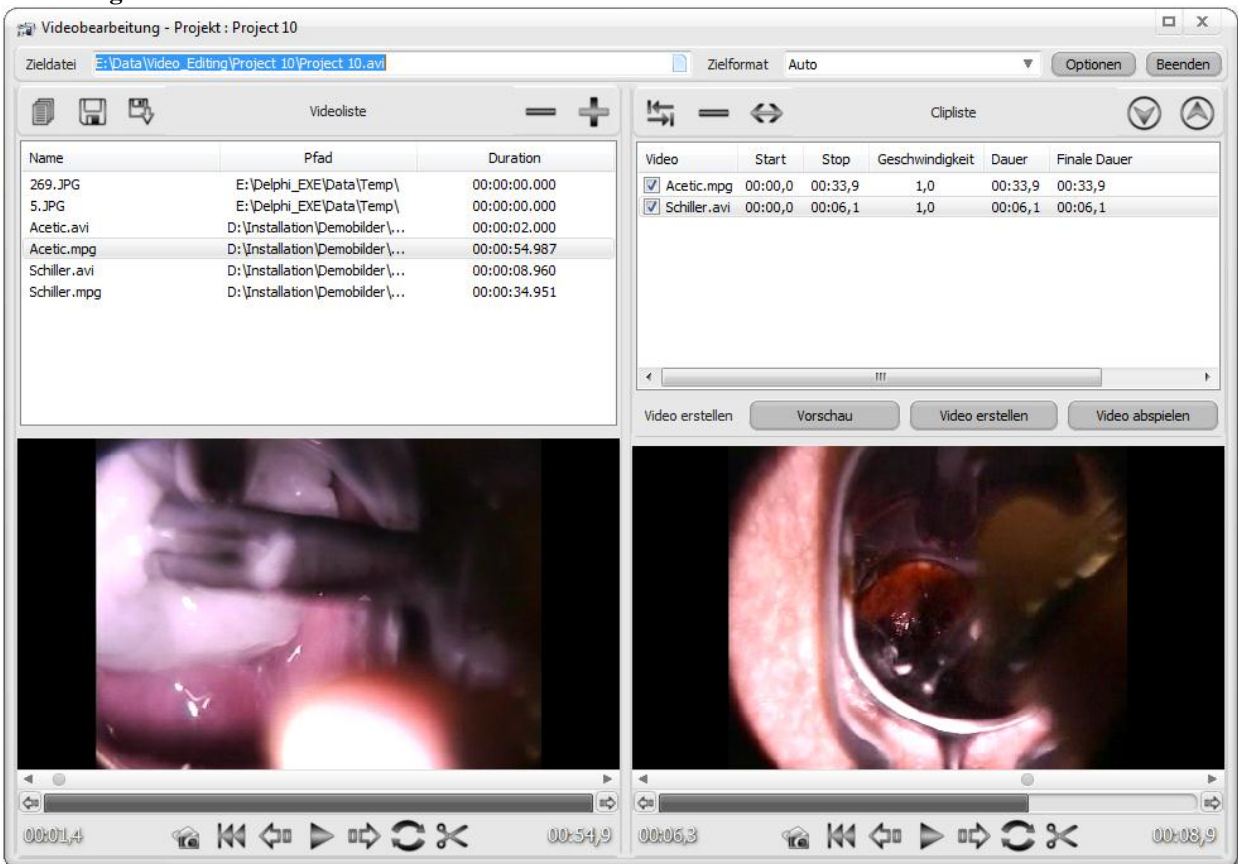 Videobearbeitung - Projekt : Project 10
Zieldatei E:\Data\Video_Editing\Project 10\Project 10.avi Zielformat Auto Optionen Beenden
Videoliste
Name Pfad Duration
269.JPG E:\Delphi_EXE\Data\Temp\ 00:00:00.000
5.JPG E:\Delphi_EXE\Data\Temp\ 00:00:00.000
Acetic.avi D:\Installation\Demobilder\... 00:00:02.000
Acetic.mpg D:\Installation\Demobilder\... 00:00:54.987
Schiller.avi D:\Installation\Demobilder\... 00:00:08.960
Schiller.mpg D:\Installation\Demobilder\... 00:00:34.951
00:01,4 00:54,9
Clipliste
Video Start Stop Geschwindigkeit Dauer Finale Dauer
Acetic.mpg 00:00,0 00:33,9 1,0 00:33,9 00:33,9
Schiller.avi 00:00,0 00:06,1 1,0 00:06,1 00:06,1
Video erstellen Vorschau Video erstellen Video abspielen
00:06,3 00:08,9